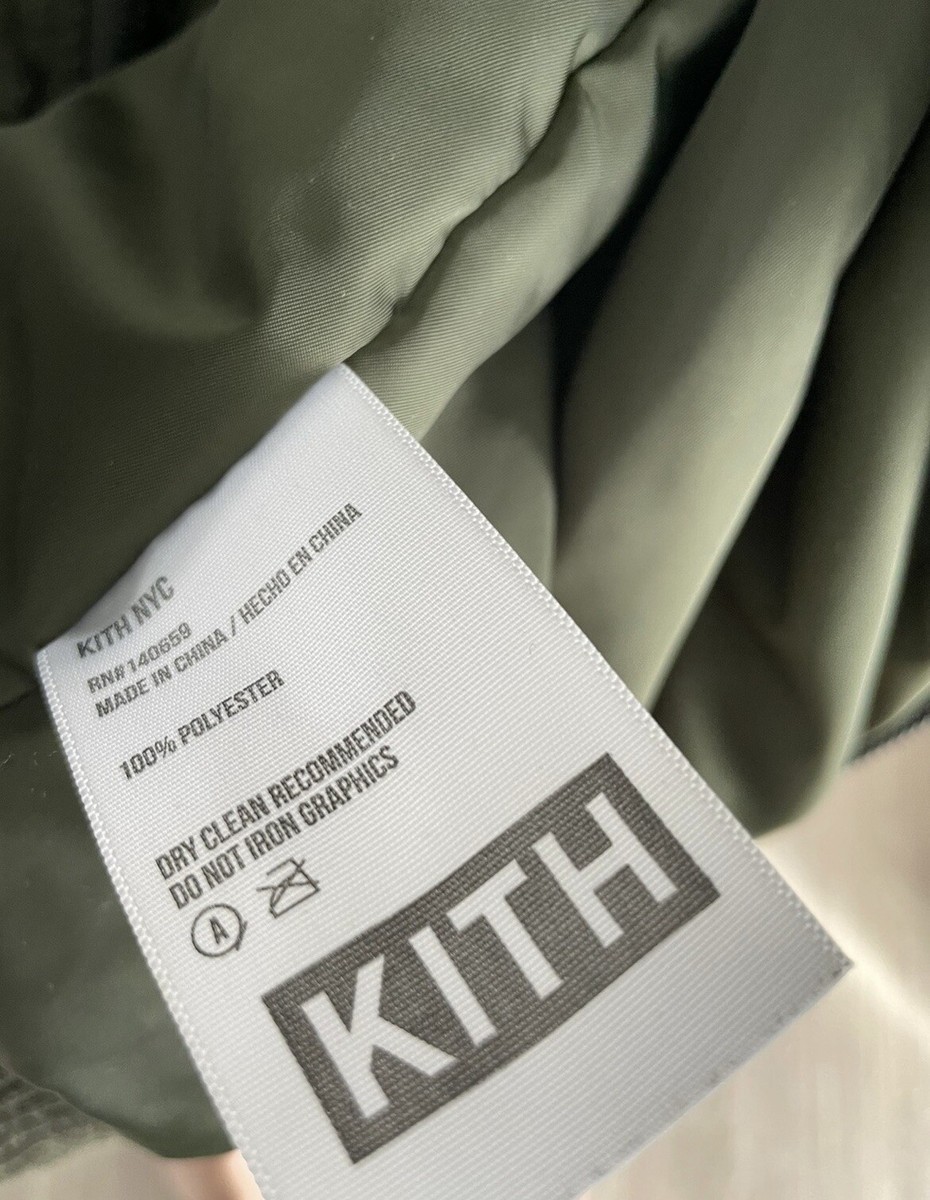 KITH NYC
RN#140659
MADE IN CHINA / HECHO EN CHINA
100% POLYESTER
DRY CLEAN RECOMMENDED
DO NOT IRON GRAPHICS
A
KITH